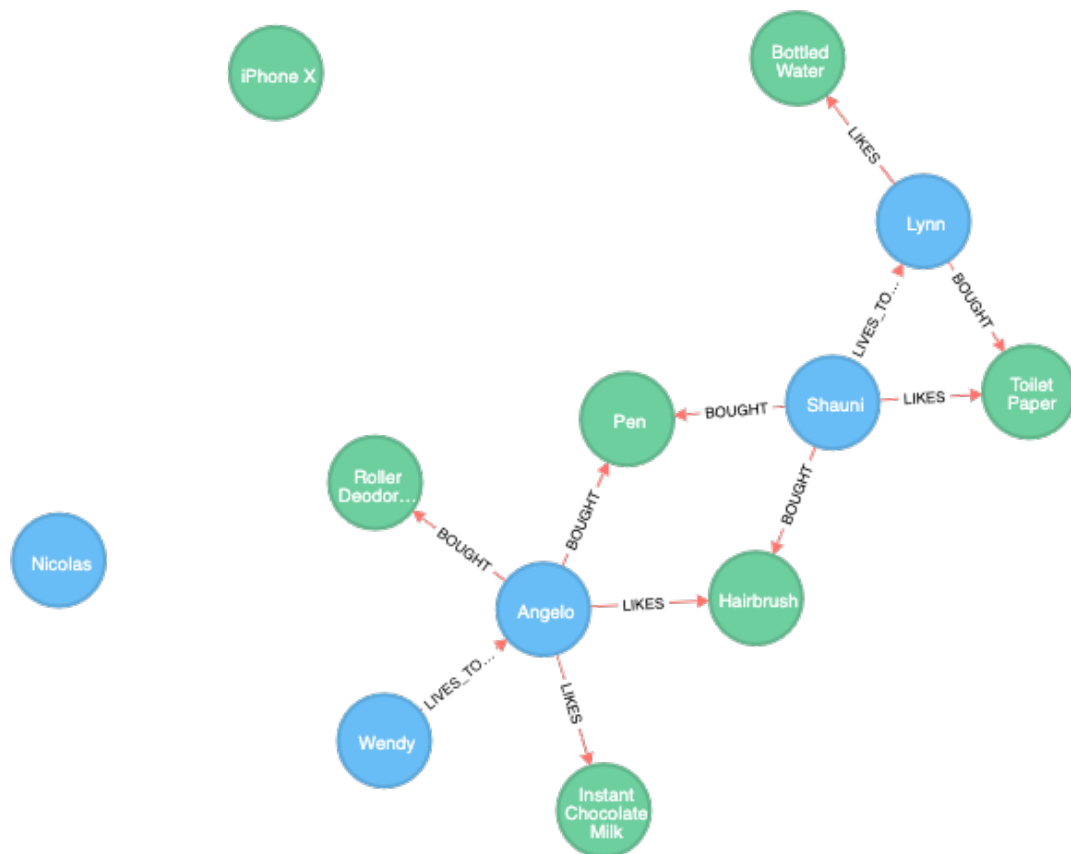 iPhone X
Bottled
Water
LIKES
Lynn
BOUGHT
LIVES_TO...
Toilet
Paper
Shauni
LIKES
BOUGHT
Pen
BOUGHT
Roller
Deodor...
BOUGHT
BOUGHT
Nicolas
Angelo
LIKES
Hairbrush
LIVES_TO...
LIKES
Wendy
Instant
Chocolate
Milk